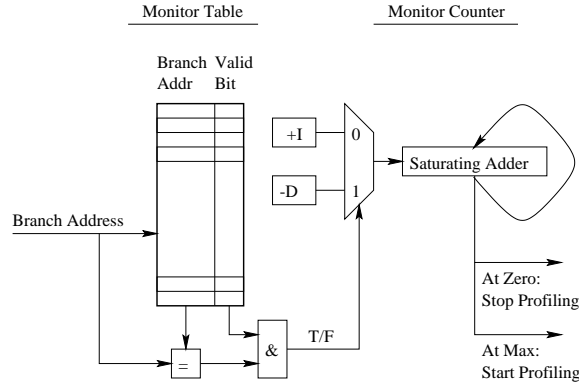 Monitor Table
Monitor Counter
Branch Valid
Addr Bit
+I
0
Saturating Adder
-D
1
Branch Address
At Zero:
Stop Profiling
T/F
&
=
At Max:
Start Profiling